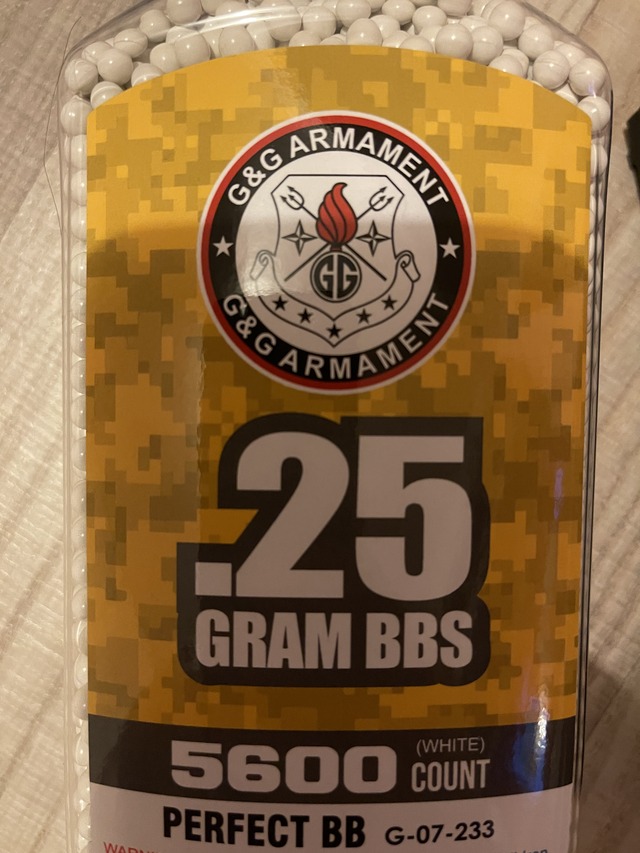 G&G ARMAMENT
GG
G&G ARMAMENT
.25
GRAM BBS
5600 (WHITE) COUNT
PERFECT BB G-07-233